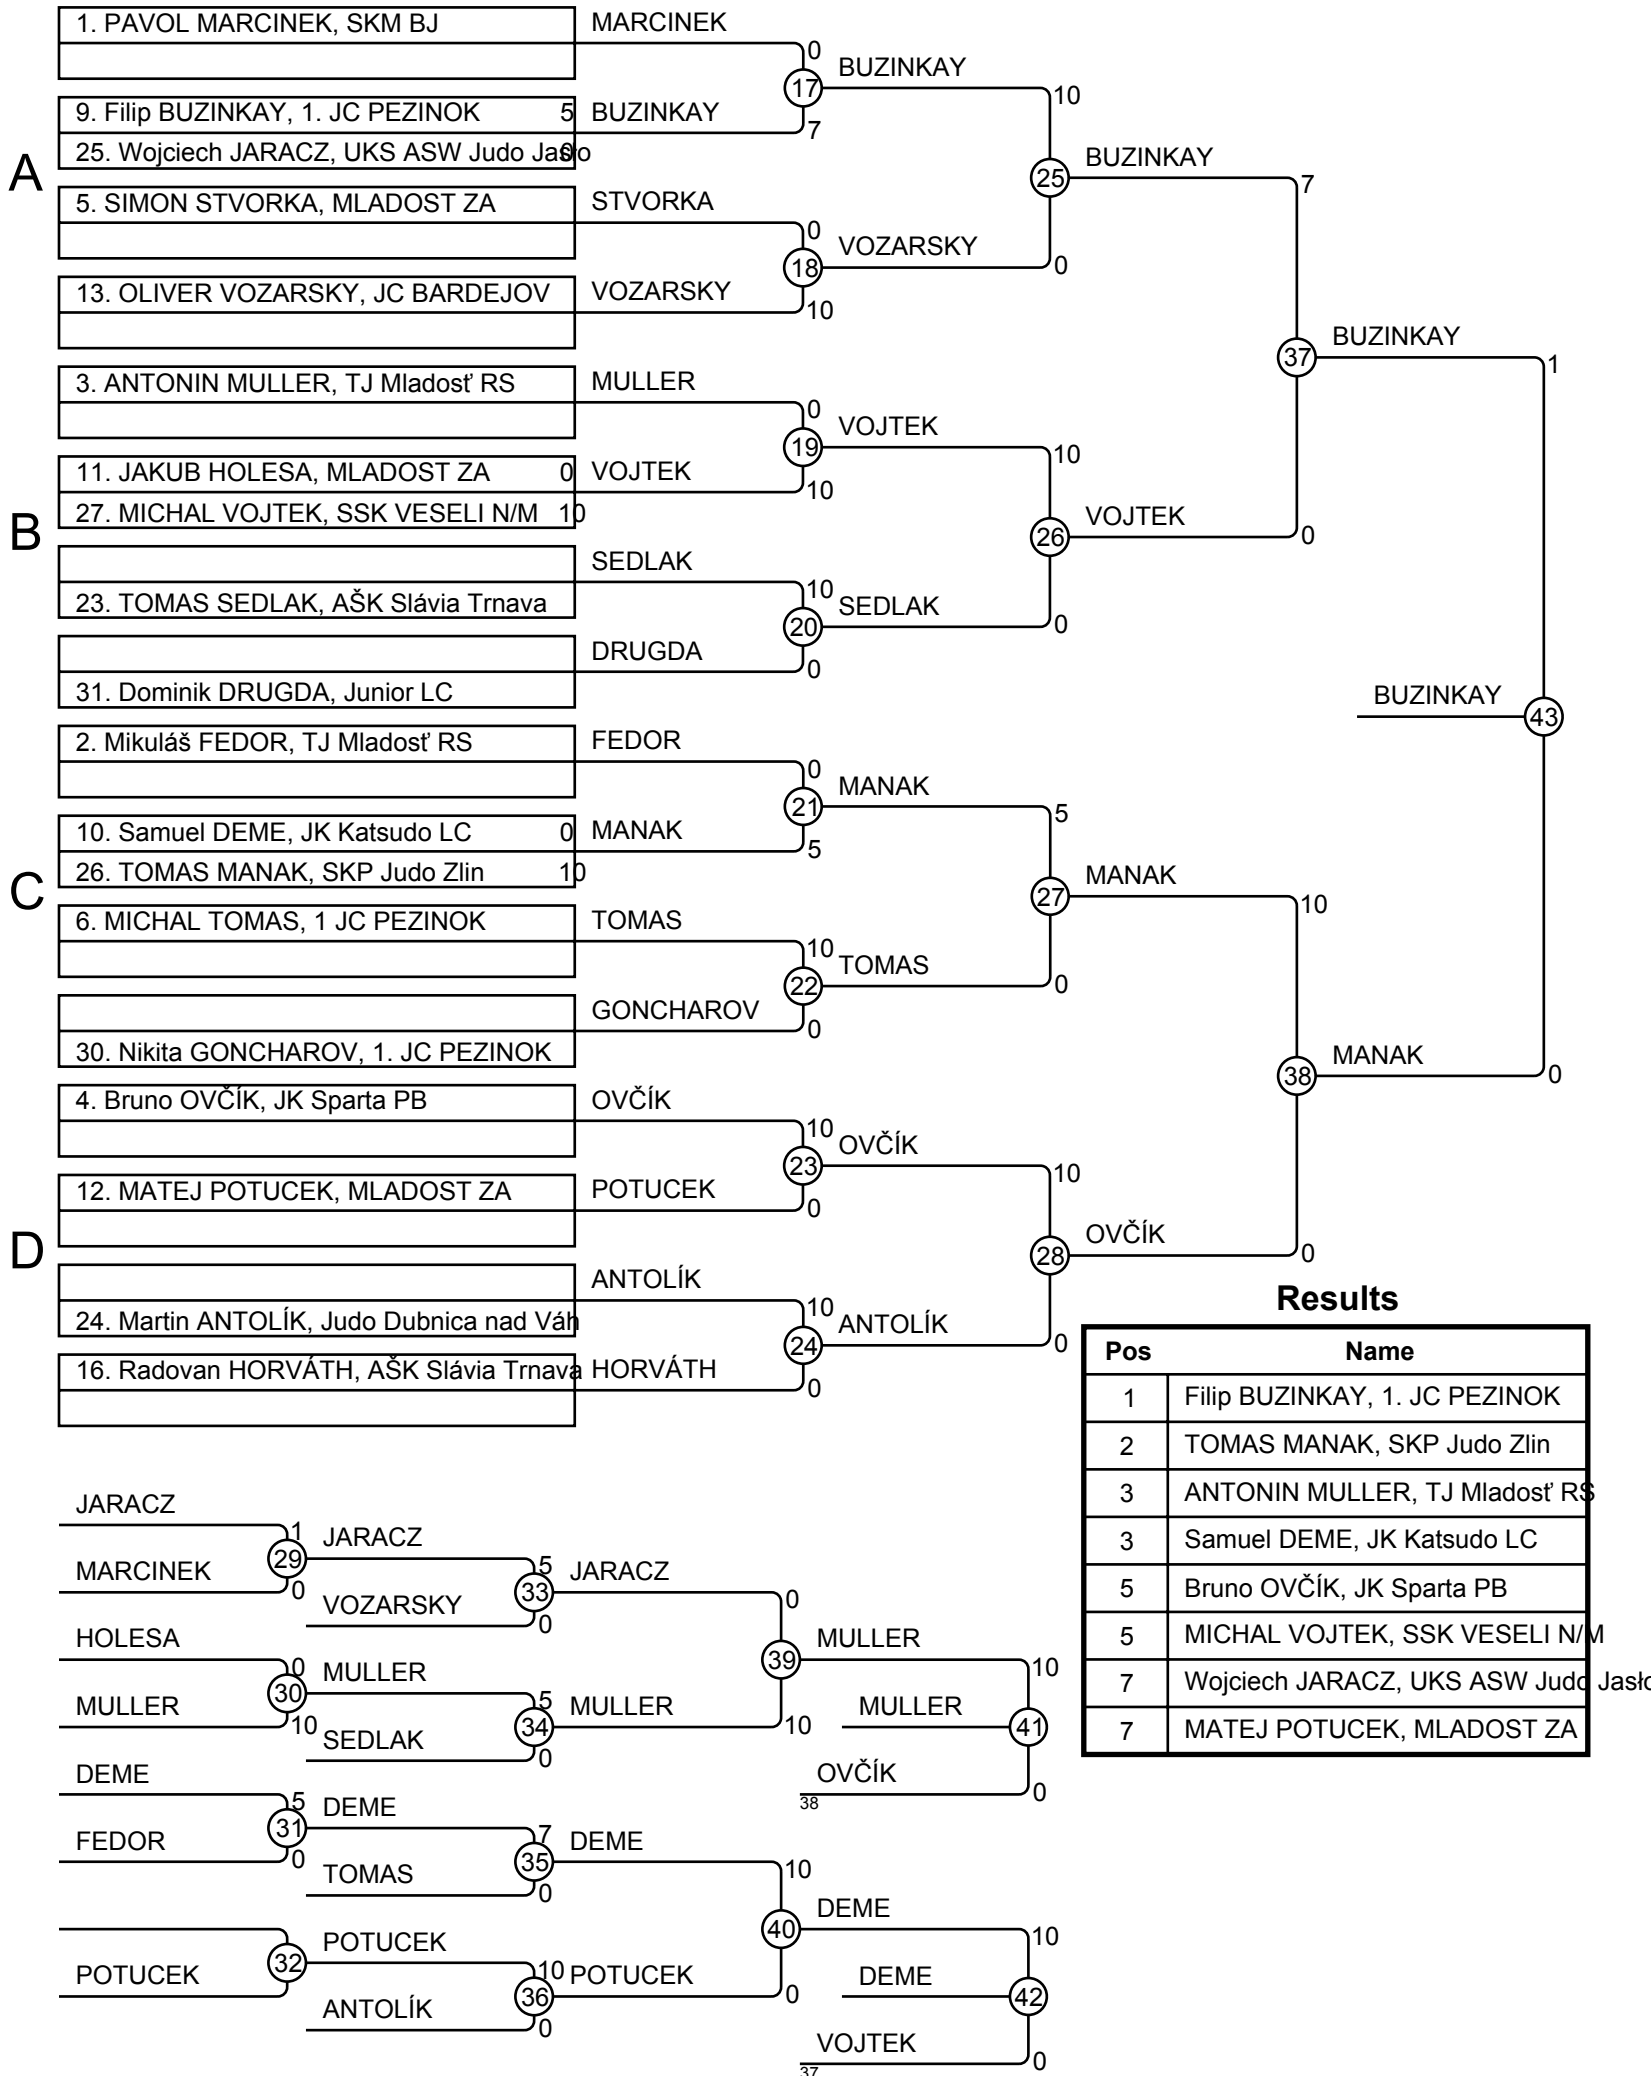 1. PAVOL MARCINEK, SKM BJ
MARCINEK
0
17
BUZINKAY
10
9. Filip BUZINKAY, 1. JC PEZINOK 5
BUZINKAY
7
25. Wojciech JARACZ, UKS ASW Judo Jasło 0
A
25
BUZINKAY
7
5. SIMON STVORKA, MLADOST ZA
STVORKA
0
18
VOZARSKY
0
13. OLIVER VOZARSKY, JC BARDEJOV
VOZARSKY
10
37
BUZINKAY
1
3. ANTONIN MULLER, TJ Mladosť RS
MULLER
0
19
VOJTEK
10
11. JAKUB HOLESA, MLADOST ZA 0
VOJTEK
10
27. MICHAL VOJTEK, SSK VESELI N/M 10
B
26
VOJTEK
0
SEDLAK
10
23. TOMAS SEDLAK, AŠK Slávia Trnava
20
SEDLAK
0
DRUGDA
0
31. Dominik DRUGDA, Junior LC
BUZINKAY
43
2. Mikuláš FEDOR, TJ Mladosť RS
FEDOR
0
21
MANAK
5
10. Samuel DEME, JK Katsudo LC 0
MANAK
5
26. TOMAS MANAK, SKP Judo Zlin 10
C
27
MANAK
10
6. MICHAL TOMAS, 1 JC PEZINOK
TOMAS
10
22
TOMAS
0
GONCHAROV
0
30. Nikita GONCHAROV, 1. JC PEZINOK
38
MANAK
0
4. Bruno OVČÍK, JK Sparta PB
OVČÍK
10
23
OVČÍK
10
12. MATEJ POTUCEK, MLADOST ZA
POTUCEK
0
D
28
OVČÍK
0
ANTOLÍK
10
24. Martin ANTOLÍK, Judo Dubnica nad Váh
24
ANTOLÍK
0
16. Radovan HORVÁTH, AŠK Slávia Trnava
HORVÁTH
0
Results
Pos Name
1 Filip BUZINKAY, 1. JC PEZINOK
2 TOMAS MANAK, SKP Judo Zlin
3 ANTONIN MULLER, TJ Mladosť RS
3 Samuel DEME, JK Katsudo LC
5 Bruno OVČÍK, JK Sparta PB
5 MICHAL VOJTEK, SSK VESELI N/M
7 Wojciech JARACZ, UKS ASW Judo Jasło
7 MATEJ POTUCEK, MLADOST ZA
JARACZ
1
29
JARACZ
5
MARCINEK
0
33
JARACZ
0
VOZARSKY
0
HOLESA
0
30
MULLER
5
MULLER
10
34
MULLER
10
SEDLAK
0
39
MULLER
10
MULLER
41
OVČÍK
38
0
DEME
5
31
DEME
7
FEDOR
0
35
DEME
10
TOMAS
0
40
DEME
10
32
POTUCEK
10
POTUCEK
36
POTUCEK
0
ANTOLÍK
0
DEME
42
VOJTEK
37
0